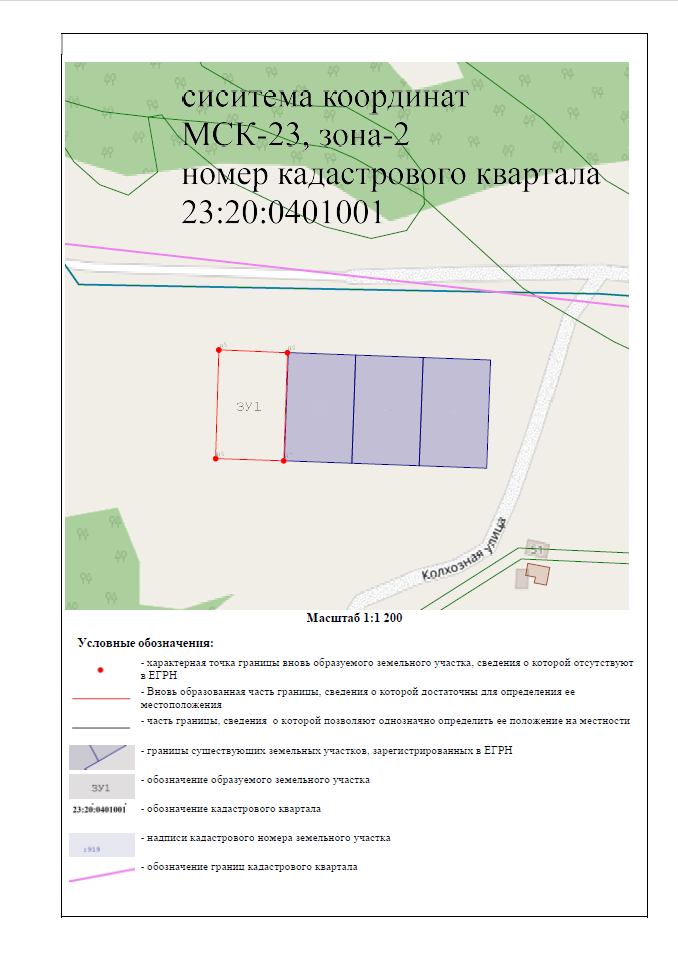 сиситема координат
МСК-23, зона-2
номер кадастрового квартала
23:20:0401001
ЗУ1
51
Колхозная улица
Масштаб 1:1 200
Условные обозначения:
- характерная точка границы вновь образуемого земельного участка, сведения о которой отсутствуют
в ЕГРН
- Вновь образованная часть границы, сведения о которой достаточны для определения ее
местоположения
- часть границы, сведения о которой позволяют однозначно определить ее положение на местности
- границы существующих земельных участков, зарегистрированных в ЕГРН
ЗУ1
- обозначение образуемого земельного участка
23:20:0401001
- обозначение кадастрового квартала
- надписи кадастрового номера земельного участка
:919
- обозначение границ кадастрового квартала